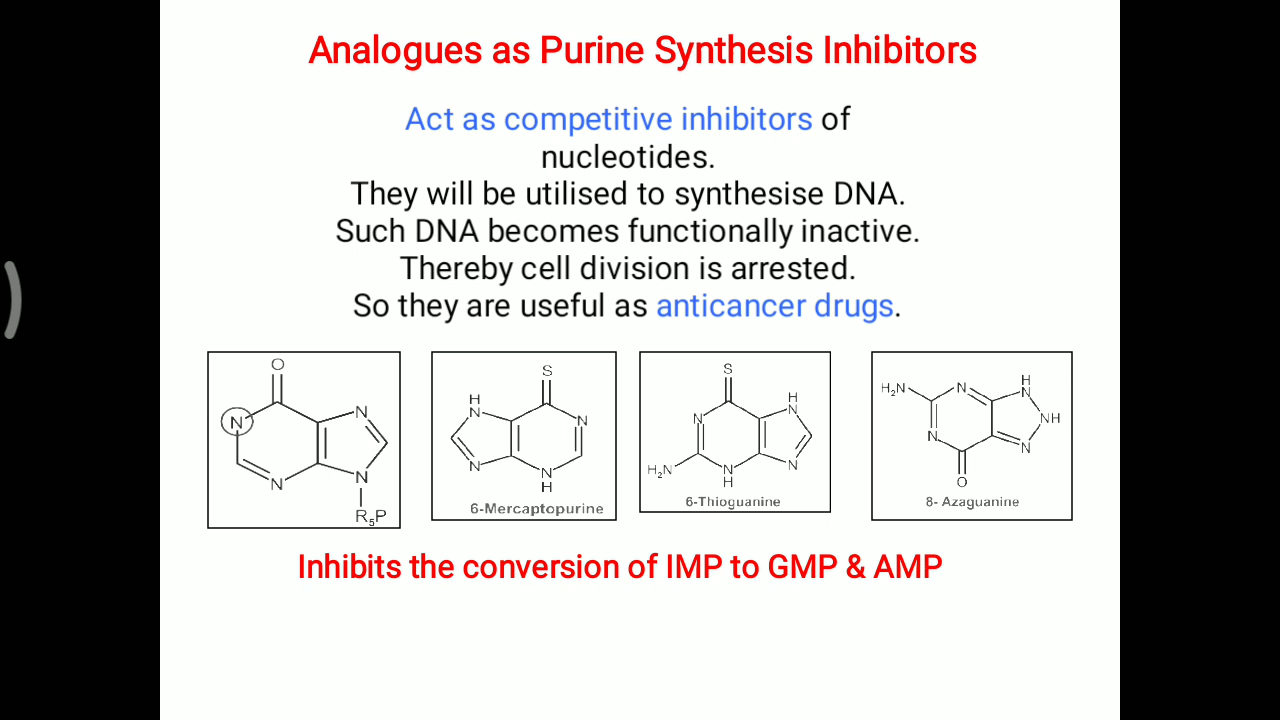 Analogues as Purine Synthesis Inhibitors
Act as competitive inhibitors of
nucleotides.
They will be utilised to synthesise DNA.
Such DNA becomes functionally inactive.
Thereby cell division is arrested.
So they are useful as anticancer drugs.
O
N
N
N
N
R5P
S
H
N
N
N
N
H
6-Mercaptopurine
S
H
N
N
H2N
N
H
N
6-Thioguanine
H2N
N
H
N
NH
N
N
O
8- Azaguanine
Inhibits the conversion of IMP to GMP & AMP